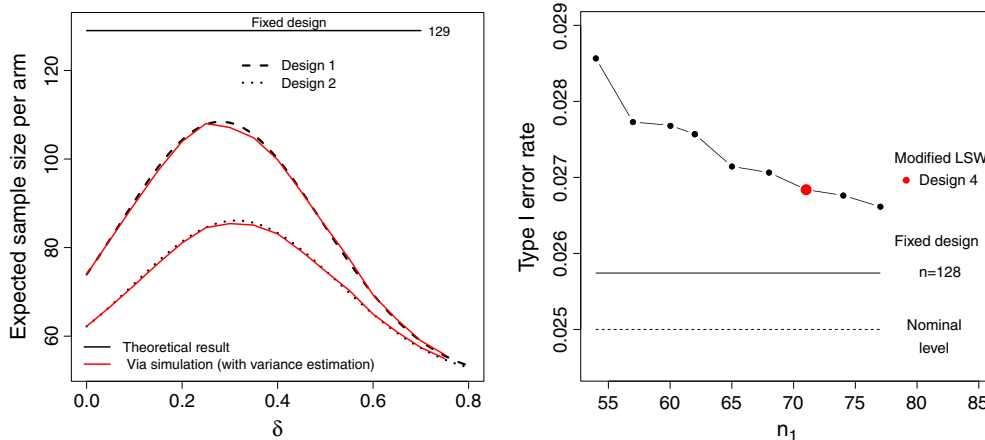 Fixed design
129
Design 1
Design 2
Theoretical result
Via simulation (with variance estimation)
Expected sample size per arm
60
80
100
120
0.0 0.2 0.4 0.6 0.8
δ
Type I error rate
0.025
0.026
0.027
0.028
0.029
Modified LSW
Design 4
Fixed design
n=128
Nominal
level
55 60 65 70 75 80 85
n1